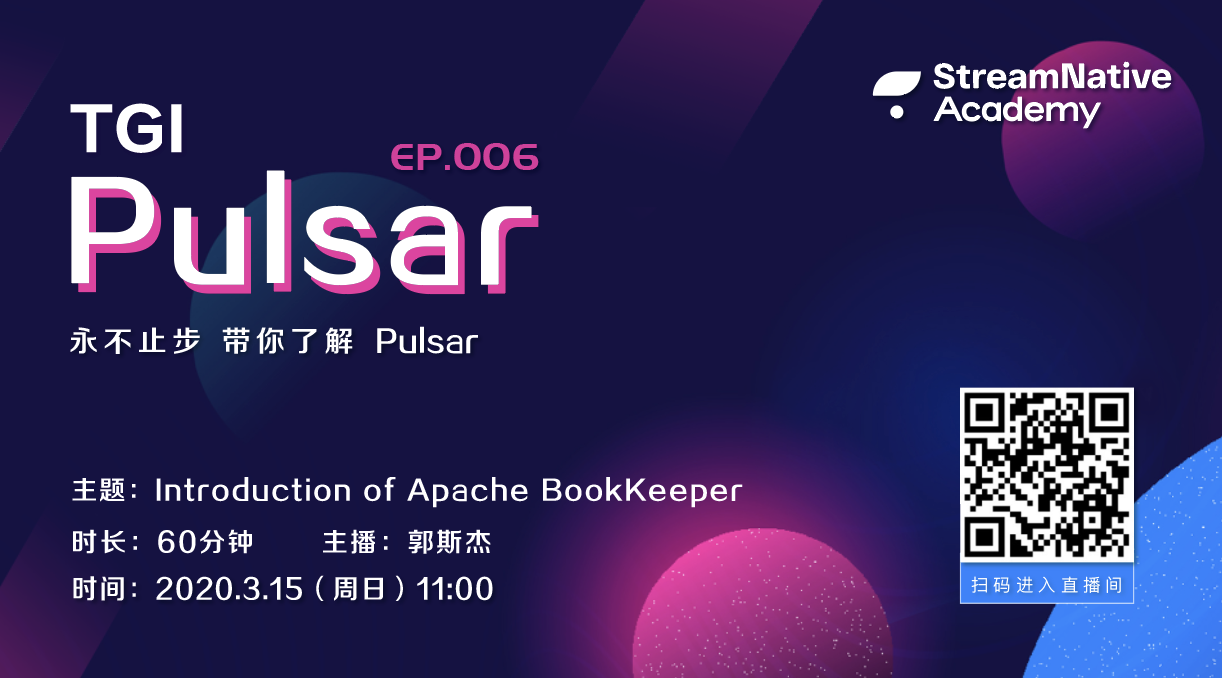 StreamNative
Academy
TGI
EP.006
Pulsar
永不止步 带你了解 Pulsar
主题：Introduction of Apache BookKeeper
时长：60分钟 主播：郭斯杰
时间：2020.3.15（周日）11:00
扫码进入直播间